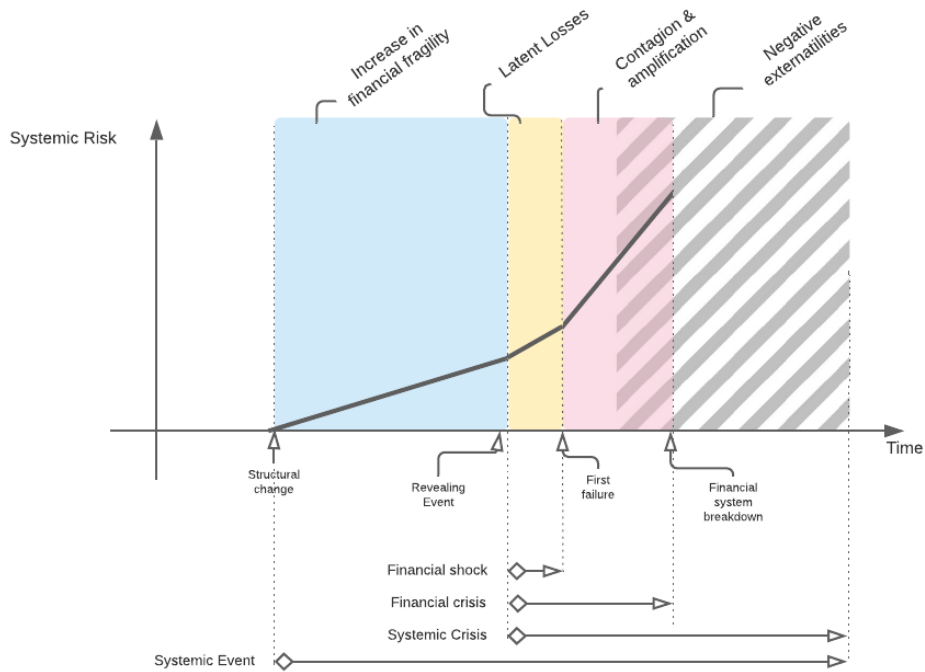 Increase in
financial fragility
Latent Losses
Contagion &
amplification
Negative
externatilities
Systemic Risk
Time
Structural
change
Revealing
Event
First
failure
Financial
system
breakdown
Financial shock
Financial crisis
Systemic Crisis
Systemic Event